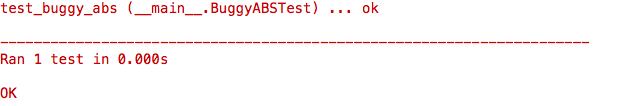 test_buggy_abs (__main__.BuggyABSTest) ... ok
----------------------------------------------------------------------
Ran 1 test in 0.000s
OK